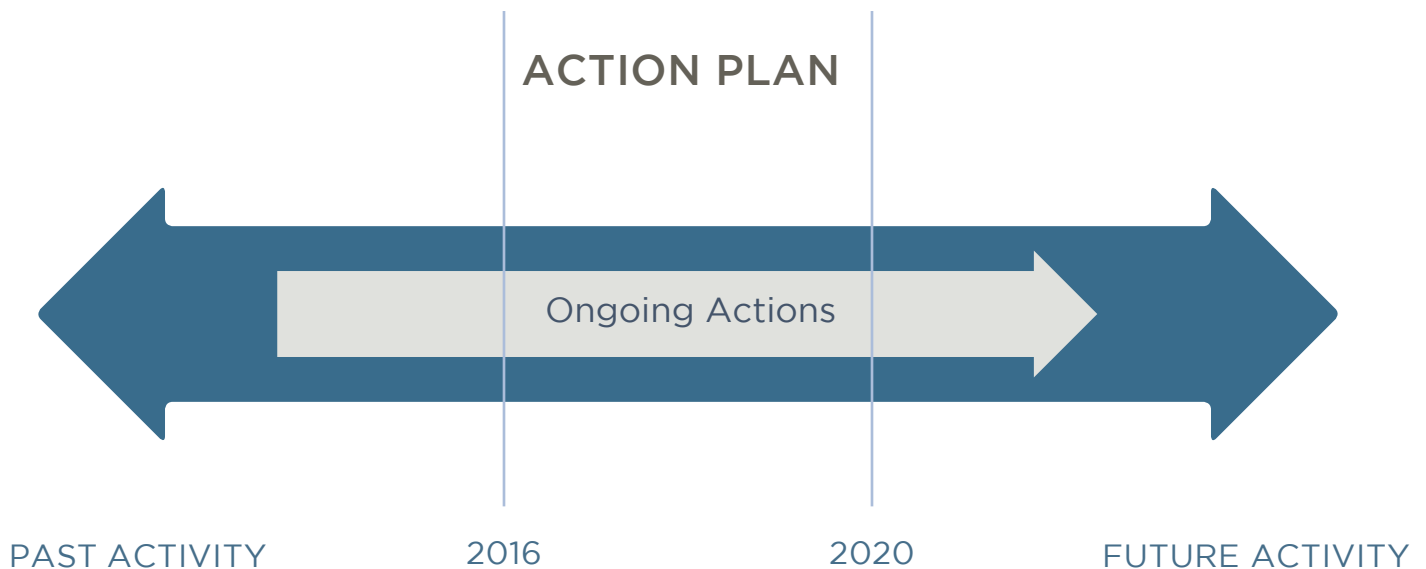 ACTION PLAN
Ongoing Actions
PAST ACTIVITY
2016
2020
FUTURE ACTIVITY